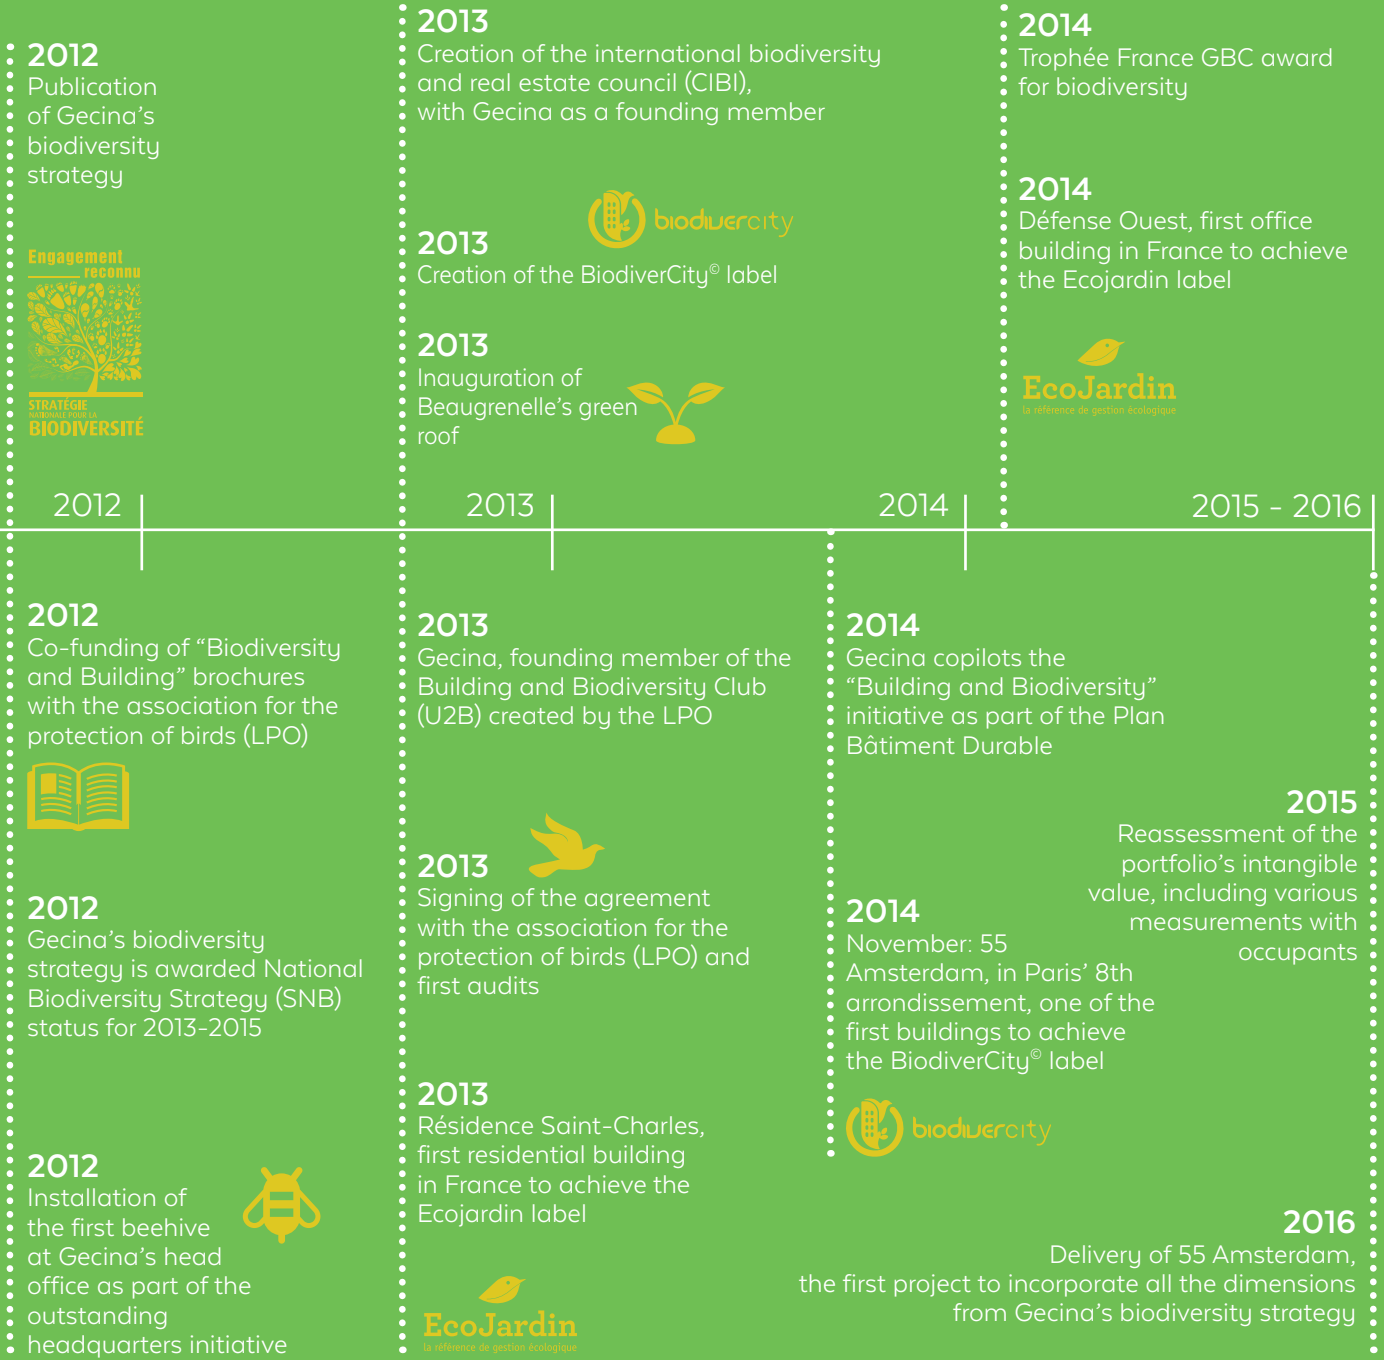 2012
Publication
of Gecina’s
biodiversity
strategy
Engagement
reconnu
STRATÉGIE
NATIONALE POUR LA
BIODIVERSITÉ
2013
Creation of the international biodiversity
and real estate council (CIBI),
with Gecina as a founding member
biodivercity
2013
Creation of the BiodiverCity© label
2013
Inauguration of
Beaugrenelle’s green
roof
2014
Trophée France GBC award
for biodiversity
2014
Défense Ouest, first office
building in France to achieve
the Ecojardin label
EcoJardin
la référence de gestion écologique
2012
2013
2014
2015 - 2016
2012
Co-funding of “Biodiversity
and Building” brochures
with the association for the
protection of birds (LPO)
2012
Gecina’s biodiversity
strategy is awarded National
Biodiversity Strategy (SNB)
status for 2013-2015
2012
Installation of
the first beehive
at Gecina’s head
office as part of the
outstanding
headquarters initiative
2013
Gecina, founding member of the
Building and Biodiversity Club
(U2B) created by the LPO
2013
Signing of the agreement
with the association for the
protection of birds (LPO) and
first audits
2013
Résidence Saint-Charles,
first residential building
in France to achieve the
Ecojardin label
EcoJardin
la référence de gestion écologique
2014
Gecina copilots the
“Building and Biodiversity”
initiative as part of the Plan
Bâtiment Durable
2014
November: 55
Amsterdam, in Paris’ 8th
arrondissement, one of the
first buildings to achieve
the BiodiverCity© label
biodivercity
2015
Reassessment of the
portfolio’s intangible
value, including various
measurements with
occupants
2016
Delivery of 55 Amsterdam,
the first project to incorporate all the dimensions
from Gecina’s biodiversity strategy